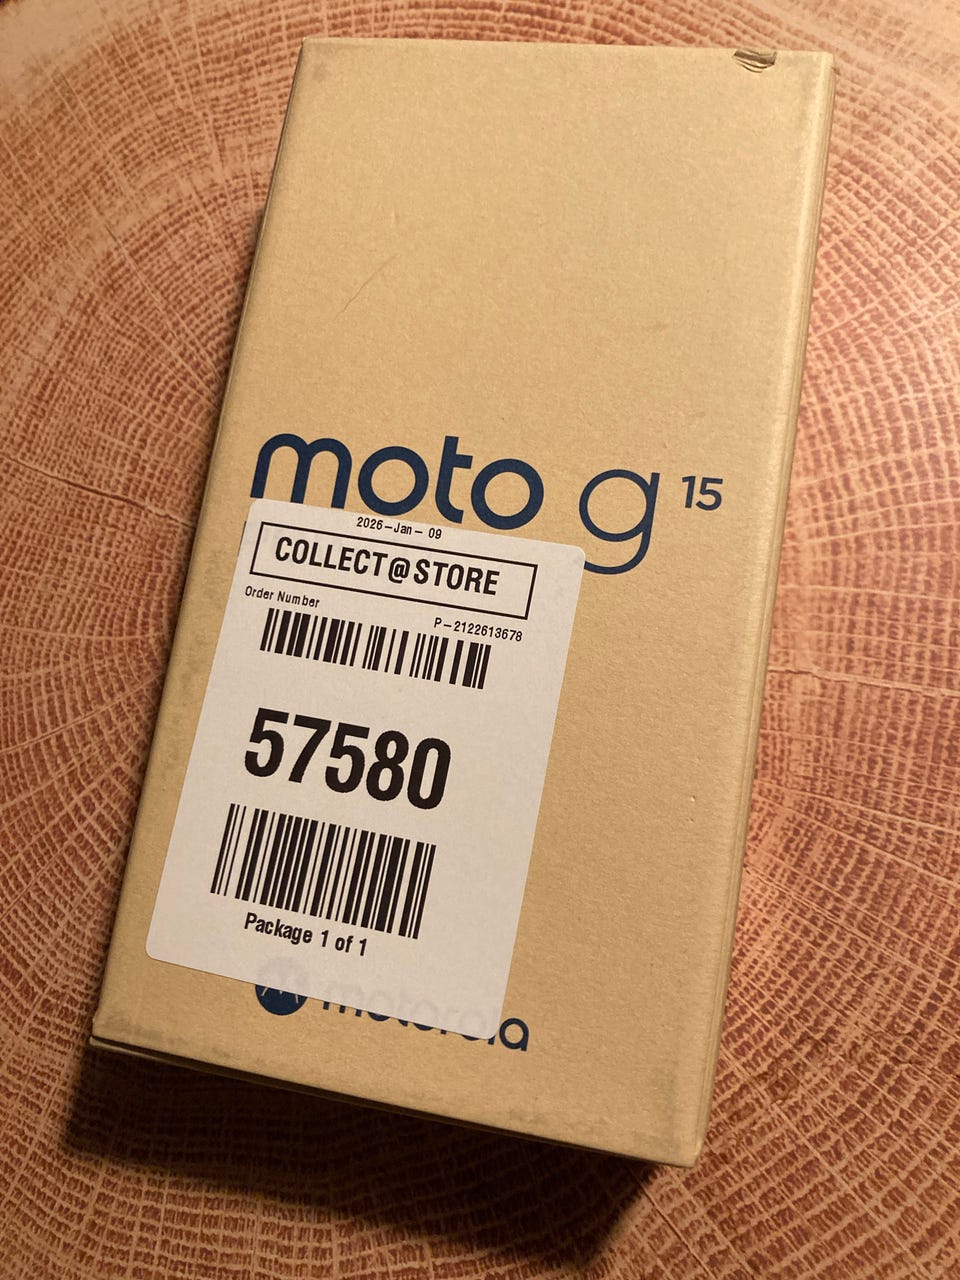 moto g 15
2026-Jan-09
COLLECT@STORE
Order Number
P-2122613678
57580
Package 1 of 1
motorola